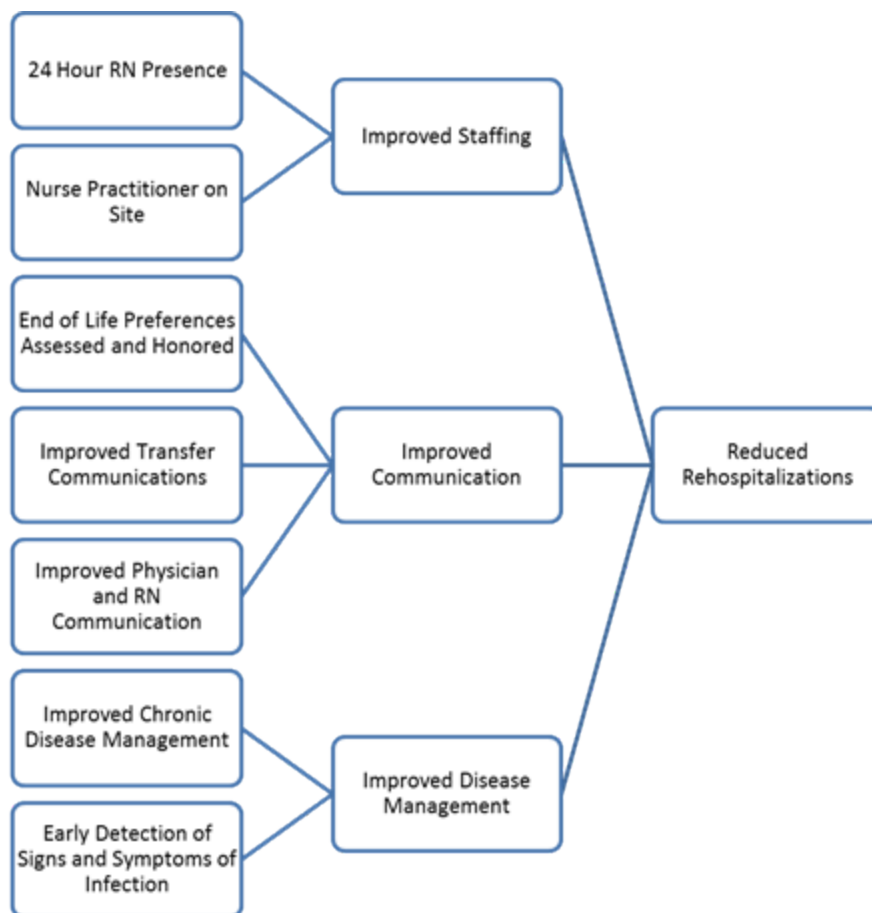 24 Hour RN Presence
Nurse Practitioner on
Site
End of Life Preferences
Assessed and Honored
Improved Transfer
Communications
Improved Physician
and RN
Communication
Improved Chronic
Disease Management
Early Detection of
Signs and Symptoms of
Infection
Improved Staffing
Improved
Communication
Improved Disease
Management
Reduced
Rehospitalizations